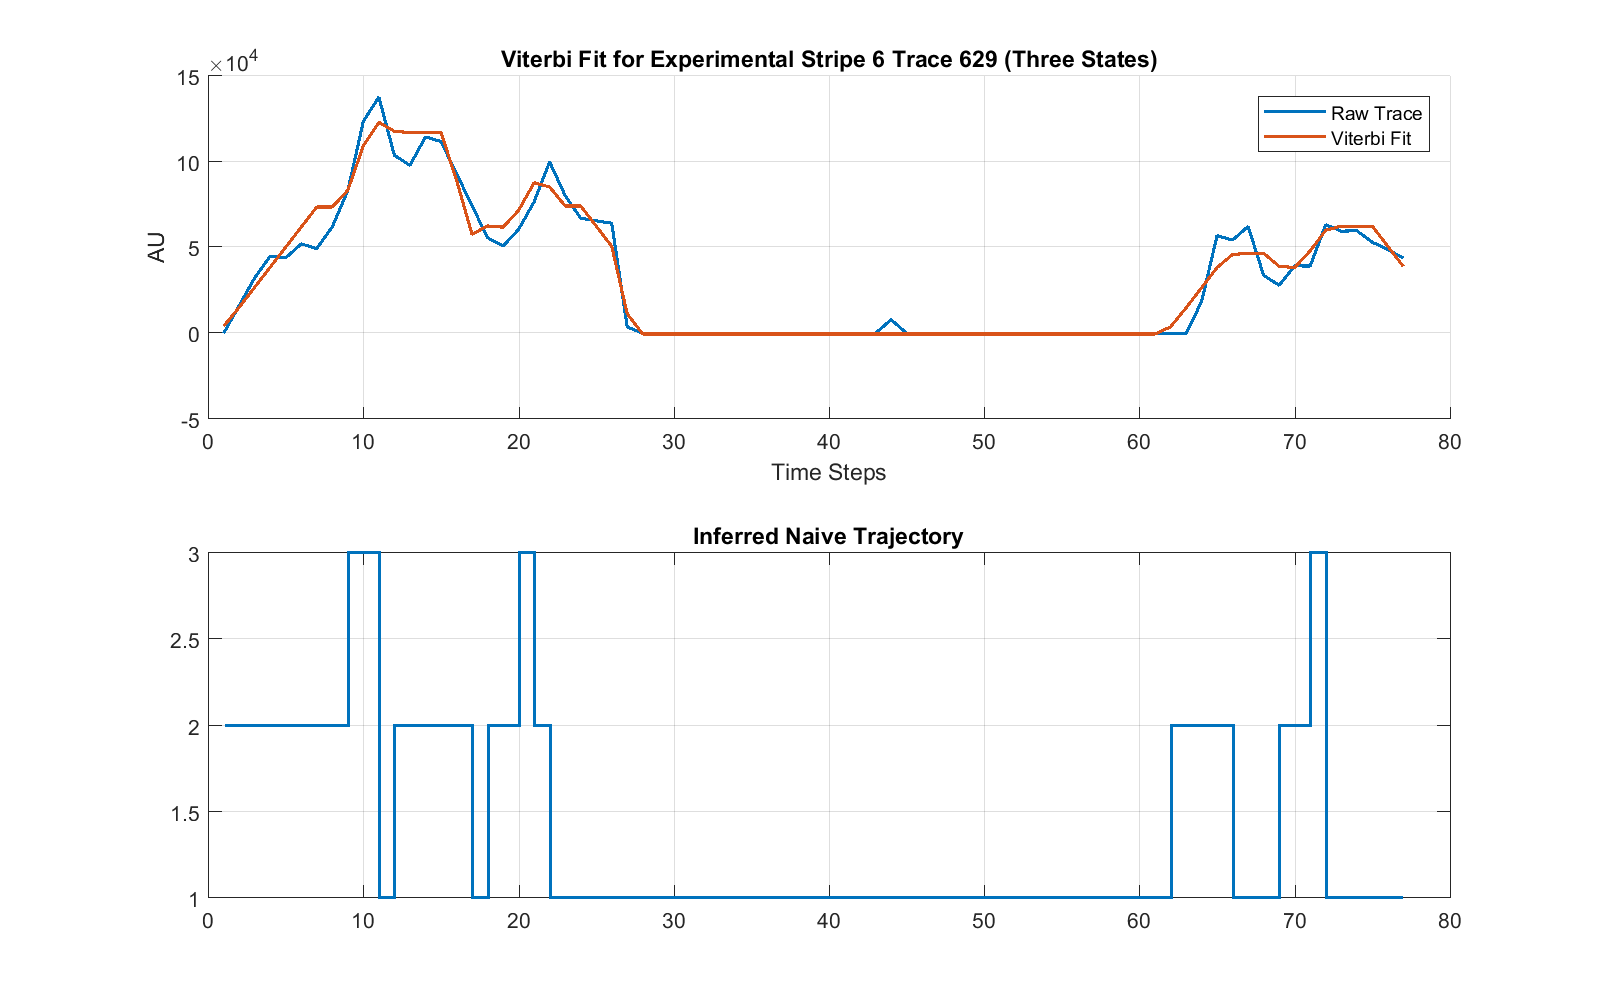 Viterbi Fit for Experimental Stripe 6 Trace 629 (Three States)
×10⁴
15
10
5
0
-5
AU
Raw Trace
Viterbi Fit
0 10 20 30 40 50 60 70 80
Time Steps
Inferred Naive Trajectory
3
2.5
2
1.5
1
0 10 20 30 40 50 60 70 80